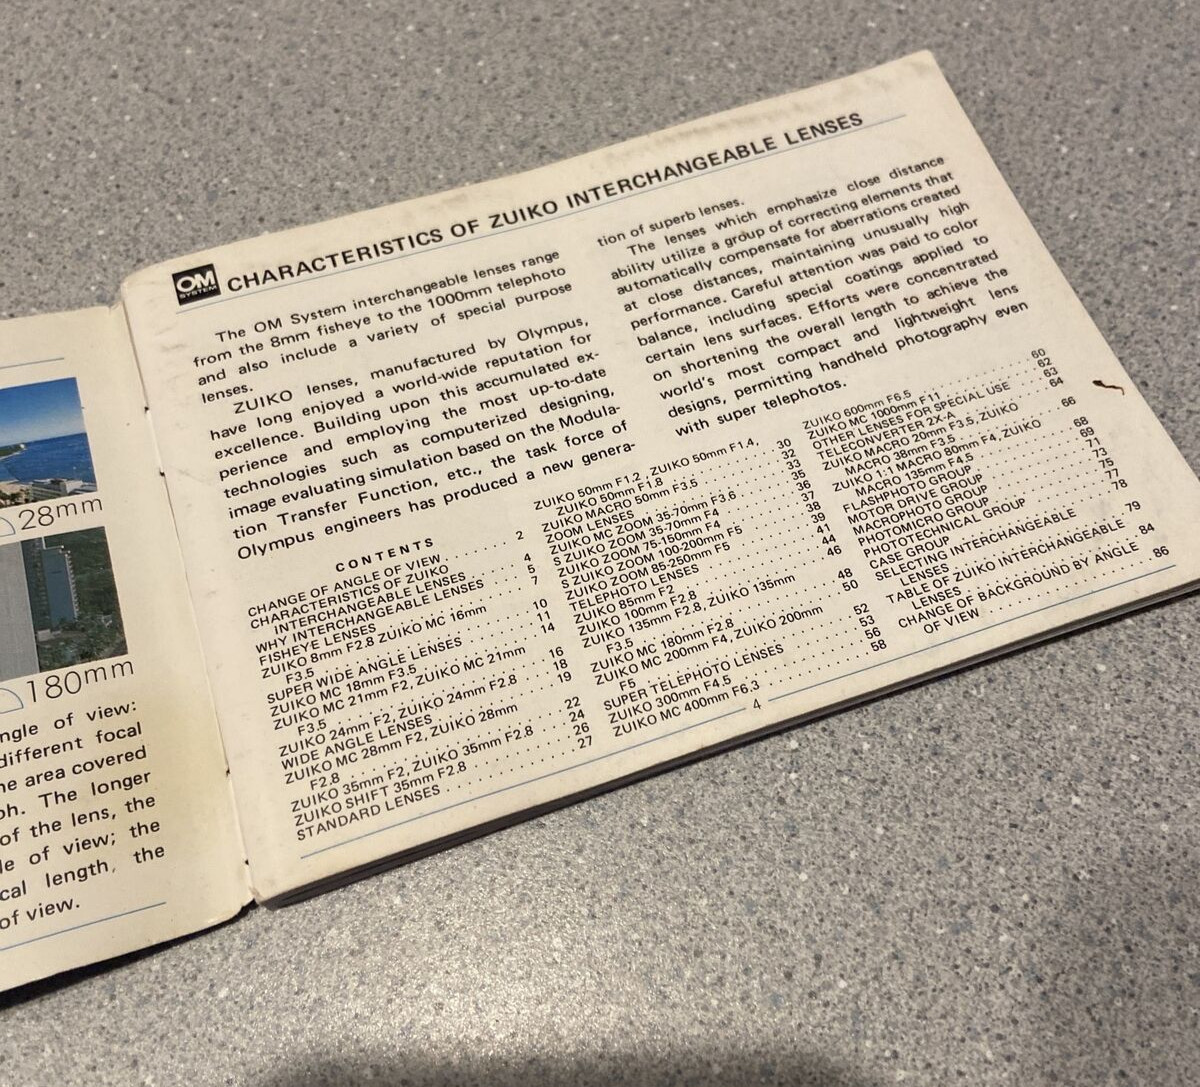 28mm
180mm
ngle of view:
different focal
ne area covered
ph. The longer
of the lens, the
le of view; the
cal length, the
of view.
OM
SYSTEM
CHARACTERISTICS OF ZUIKO INTERCHANGEABLE LENSES
The OM System interchangeable lenses range
from the 8mm fisheye to the 1000mm telephoto
and also include a variety of special purpose
lenses.
ZUIKO lenses, manufactured by Olympus,
have long enjoyed a world-wide reputation for
excellence. Building upon this accumulated ex-
perience and employing the most up-to-date
technologies such as computerized designing,
image evaluating simulation based on the Modula-
tion Transfer Function, etc., the task force of
Olympus engineers has produced a new genera-
tion of superb lenses.
The lenses which emphasize close distance
ability utilize a group of correcting elements that
automatically compensate for aberrations created
at close distances, maintaining unusually high
performance. Careful attention was paid to color
balance, including special coatings applied to
certain lens surfaces. Efforts were concentrated
on shortening the overall length to achieve the
world's most compact and lightweight lens
designs, permitting handheld photography even
with super telephotos.
CONTENTS
CHANGE OF ANGLE OF VIEW . . . . . . . 2
CHARACTERISTICS OF ZUIKO
INTERCHANGEABLE LENSES . . . . . 4
WHY INTERCHANGEABLE LENSES . . . . 5
FISHEYE LENSES . . . . . . . . . . 7
ZUIKO 8mm F2.8 ZUIKO MC 16mm
F3.5 . . . . . . . . . . 10
SUPER WIDE ANGLE LENSES . . . . . . 11
ZUIKO MC 18mm F3.5 . . . . . . . . 14
ZUIKO MC 21mm F2, ZUIKO MC 21mm
F3.5 . . . . . . . . . . 16
ZUIKO 24mm F2, ZUIKO 24mm F2.8 . . . 18
WIDE ANGLE LENSES . . . . . . . . 19
ZUIKO MC 28mm F2, ZUIKO 28mm
F2.8 . . . . . . . . . . 22
ZUIKO 35mm F2, ZUIKO 35mm F2.8 . . . 24
ZUIKO SHIFT 35mm F2.8 . . . . . . . 26
STANDARD LENSES . . . . . . . . . 27
ZUIKO 50mm F1.2, ZUIKO 50mm F1.4,
ZUIKO 50mm F1.8 . . . . . . . . 30
ZUIKO MACRO 50mm F3.5 . . . . . . 32
ZOOM LENSES . . . . . . . . . . 33
ZUIKO MC ZOOM 35-70mm F3.6 . . . . 35
S ZUIKO ZOOM 35-70mm F4 . . . . . . 36
ZUIKO ZOOM 75-150mm F4 . . . . . . 37
S ZUIKO ZOOM 100-200mm F5 . . . . . 38
ZUIKO ZOOM 85-250mm F5 . . . . . . 39
TELEPHOTO LENSES . . . . . . . . 41
ZUIKO 85mm F2 . . . . . . . . . . 44
ZUIKO 100mm F2.8 . . . . . . . . . 46
ZUIKO 135mm F2.8, ZUIKO 135mm
F3.5 . . . . . . . . . . 48
ZUIKO MC 180mm F2.8 . . . . . . . 50
ZUIKO MC 200mm F4, ZUIKO 200mm
F5 . . . . . . . . . . 52
SUPER TELEPHOTO LENSES . . . . . . 53
ZUIKO 300mm F4.5 . . . . . . . . . 56
ZUIKO MC 400mm F6.3 . . . . . . . 58
ZUIKO 600mm F6.5 . . . . . . . . . 60
ZUIKO MC 1000mm F11 . . . . . . . 62
OTHER LENSES FOR SPECIAL USE . . . 63
TELECONVERTER 2X-A . . . . . . . . 64
ZUIKO MACRO 20mm F3.5, ZUIKO
MACRO 38mm F3.5 . . . . . . . . 66
ZUIKO 1:1 MACRO 80mm F4, ZUIKO
MACRO 135mm F4.5 . . . . . . . . 68
FLASHPHOTO GROUP . . . . . . . . 69
MOTOR DRIVE GROUP . . . . . . . . 71
MACROPHOTO GROUP . . . . . . . . 73
PHOTOMICRO GROUP . . . . . . . . 75
PHOTOTECHNICAL GROUP . . . . . . 77
CASE GROUP . . . . . . . . . . 78
SELECTING INTERCHANGEABLE
LENSES . . . . . . . . . . 79
TABLE OF ZUIKO INTERCHANGEABLE
LENSES . . . . . . . . . . 84
CHANGE OF BACKGROUND BY ANGLE
OF VIEW . . . . . . . . . . 86
4